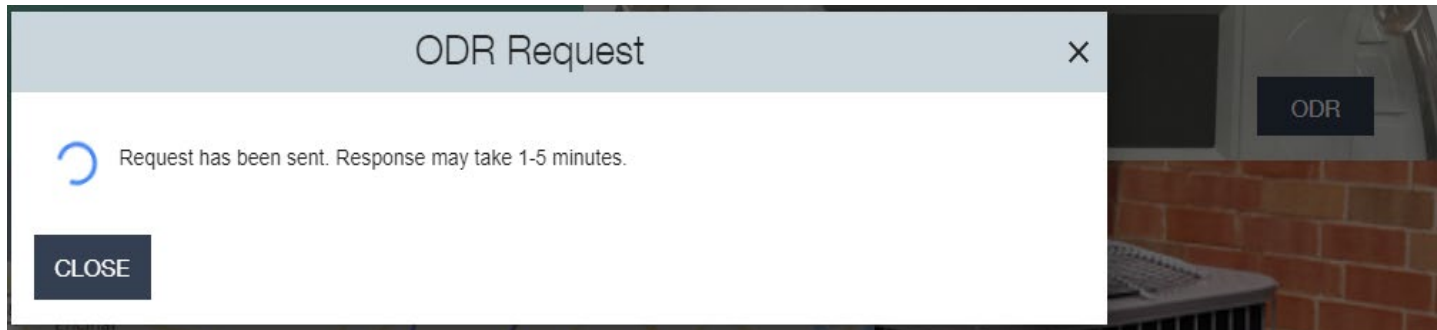 ODR Request
ODR
Request has been sent. Response may take 1-5 minutes.
CLOSE